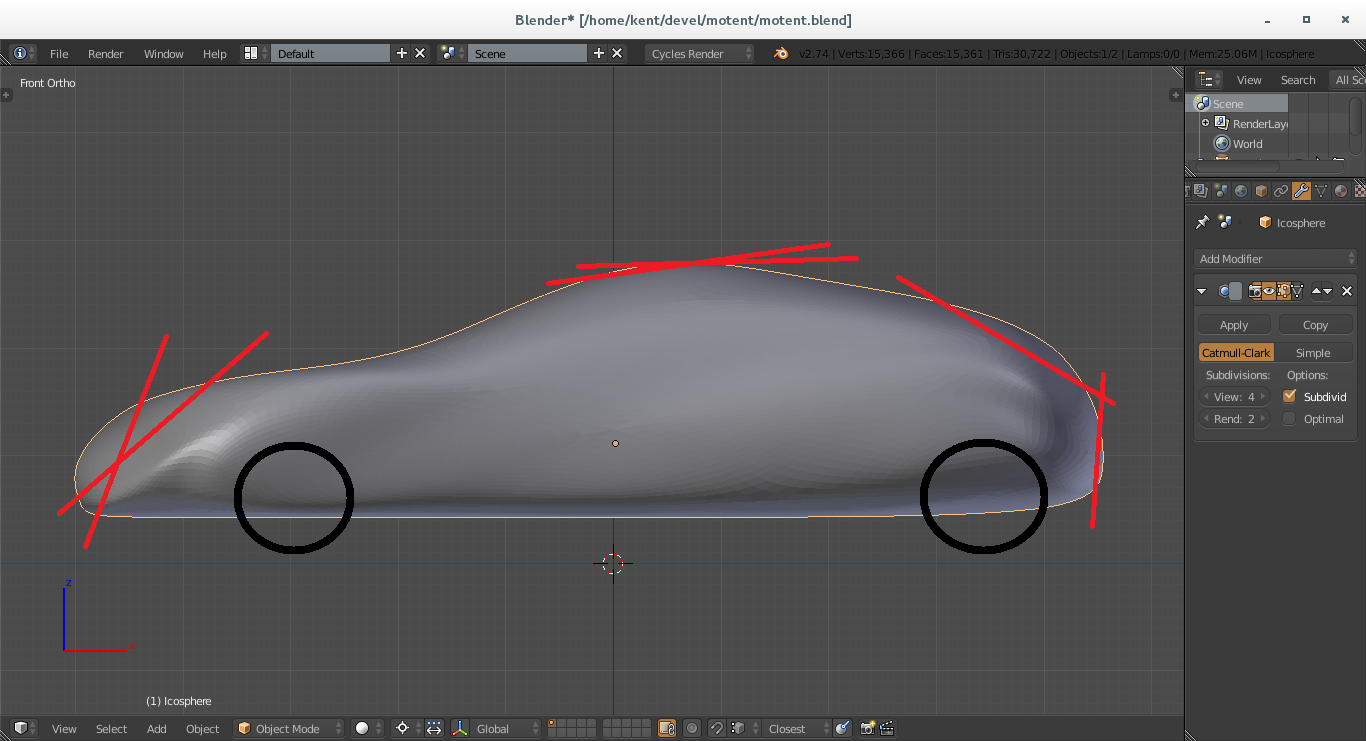 Blender* [/home/kent/devel/motent/motent.blend]
File Render Window Help Default Scene Cycles Render v2.74 | Verts:15,366 | Faces:15,361 | Tris:30,722 | Objects:1/2 | Lamps:0/0 | Mem:25.06M | Icosphere
Front Ortho
View Search All Sc
Scene
RenderLay
World
Icosphere
Add Modifier
Apply Copy
Catmull-Clark Simple
Subdivisions: Options:
View: 4 Subdivid
Rend: 2 Optimal
z
x
(1) Icosphere
View Select Add Object Object Mode Global Closest